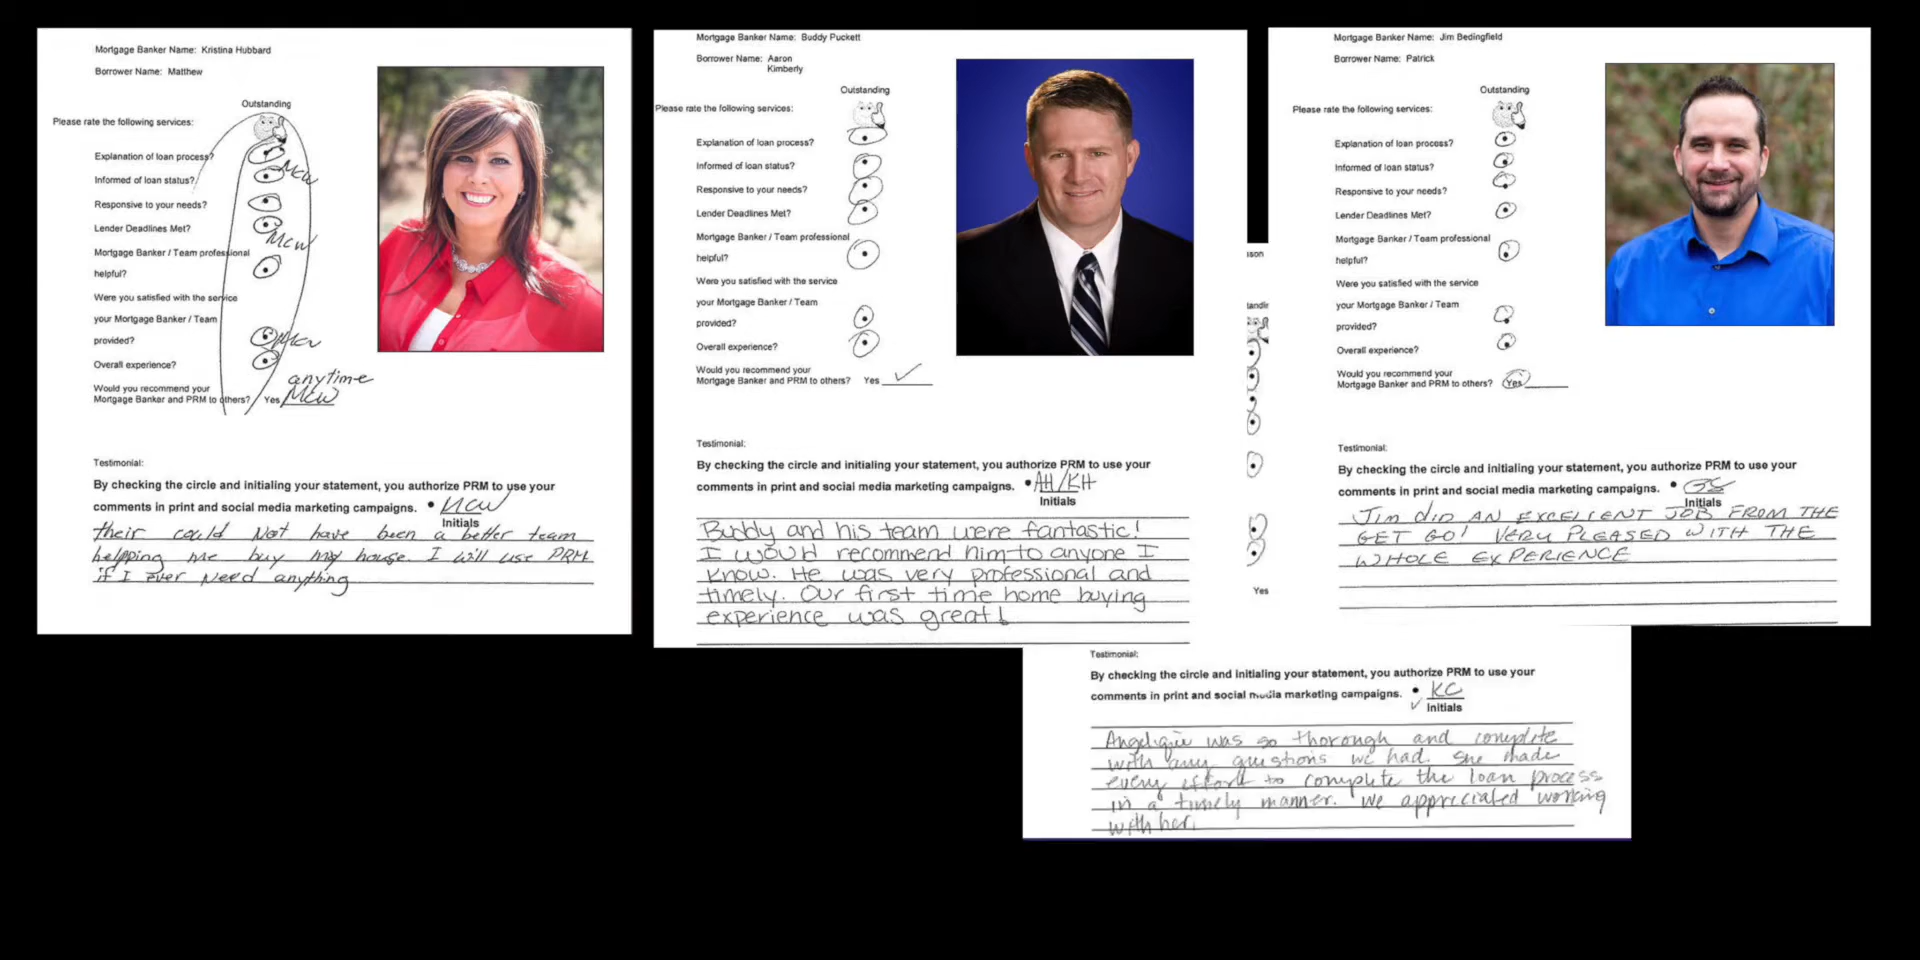 Mortgage Banker Name: Kristina Hubbard
Borrower Name: Matthew
Outstanding
Please rate the following services:
Explanation of loan process?
MCW
Informed of loan status?
Responsive to your needs?
Lender Deadlines Met?
MCW
Mortgage Banker / Team professional
helpful?
Were you satisfied with the service
your Mortgage Banker / Team
provided?
MCW
Overall experience?
anytime
Would you recommend your
Mortgage Banker and PRM to others? Yes MCW
Testimonial:
By checking the circle and initialing your statement, you authorize PRM to use your
comments in print and social media marketing campaigns. • MCW
Initials
their could Not have been a better team
helpping me buy my house. I will use PRM
if I ever Need anything
Mortgage Banker Name: Buddy Puckett
Borrower Name: Aaron
Kimberly
Outstanding
Please rate the following services:
Explanation of loan process?
Informed of loan status?
Responsive to your needs?
Lender Deadlines Met?
Mortgage Banker / Team professional
helpful?
Were you satisfied with the service
your Mortgage Banker / Team
provided?
Overall experience?
Would you recommend your
Mortgage Banker and PRM to others? Yes
Testimonial:
By checking the circle and initialing your statement, you authorize PRM to use your
comments in print and social media marketing campaigns. • AH/KH
Initials
Buddy and his team were fantastic!
I would recommend him to anyone I
know. He was very professional and
timely. Our first time home buying
experience was great!
Mortgage Banker Name: Jim Bedingfield
Borrower Name: Patrick
Outstanding
Please rate the following services:
Explanation of loan process?
Informed of loan status?
Responsive to your needs?
Lender Deadlines Met?
Mortgage Banker / Team professional
helpful?
Were you satisfied with the service
your Mortgage Banker / Team
provided?
Overall experience?
Would you recommend your
Mortgage Banker and PRM to others? Yes
Testimonial:
By checking the circle and initialing your statement, you authorize PRM to use your
comments in print and social media marketing campaigns. •
Initials
JIM DID AN EXCELLENT JOB FROM THE
GET GO! VERY PLEASED WITH THE
WHOLE EXPERIENCE
ason
tandir
Yes
Testimonial:
By checking the circle and initialing your statement, you authorize PRM to use your
comments in print and social media marketing campaigns. • KC
Initials
Angelique was so thorough and complete
with any questions we had. She made
every effort to complete the loan process
in a timely manner. We appreciated working
with her.